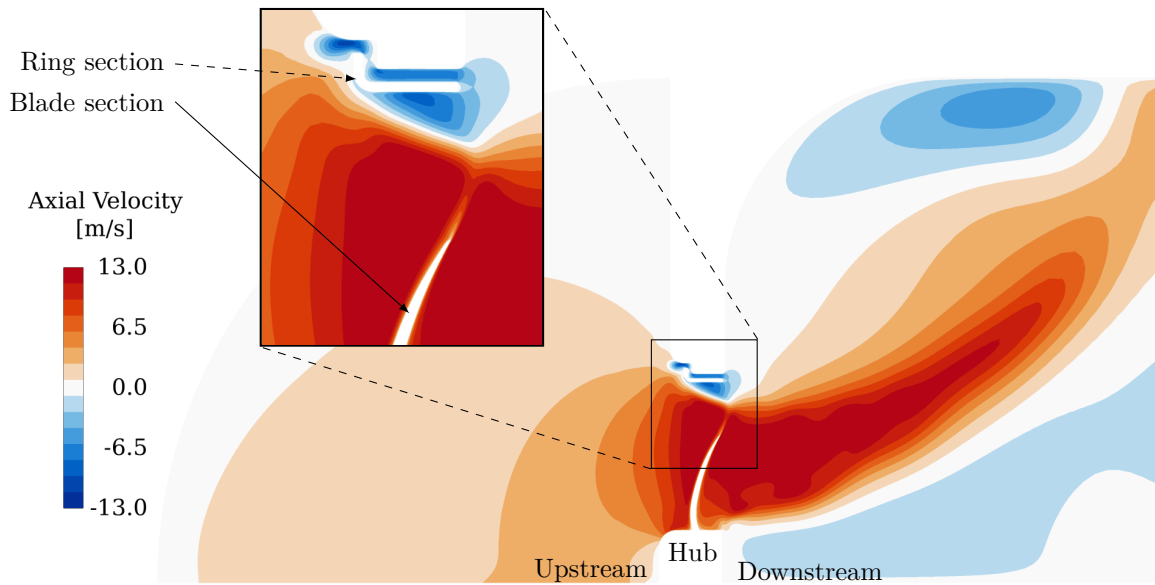 Ring section
Blade section
Axial Velocity
[m/s]
13.0
6.5
0.0
-6.5
-13.0
Hub
Upstream
Downstream